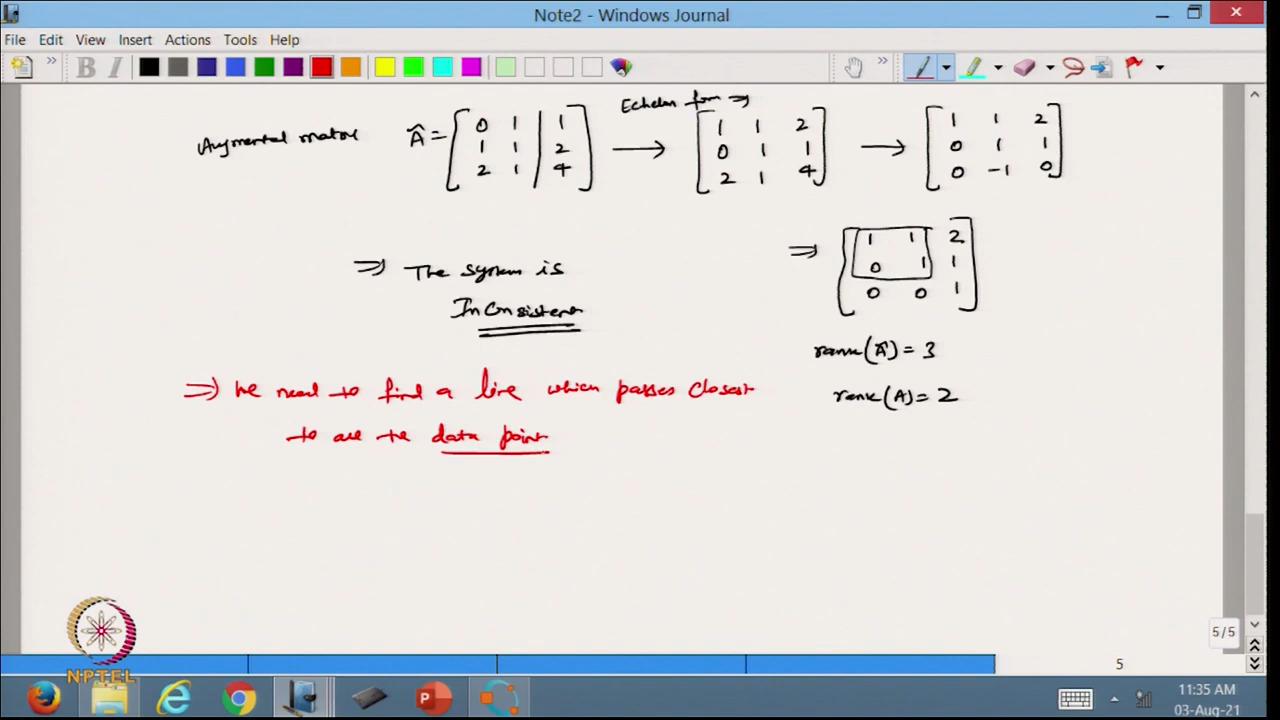 Note2 - Windows Journal
File Edit View Insert Actions Tools Help
B I
Echelon form ⇒
Augmental matrix Â = [0 1 | 1 → [1 1 2 → [1 1 2
1 1 | 2 0 1 1 0 1 1
2 1 | 4] 2 1 4] 0 -1 0]
⇒ [1 1 2
0 1 1
0 0 1]
⇒ The system is
Inconsistent
rank(Â) = 3
rank(A) = 2
⇒ We need to find a line which passes closest
to all the data point
5/5
5
NPTEL
11:35 AM
03-Aug-21